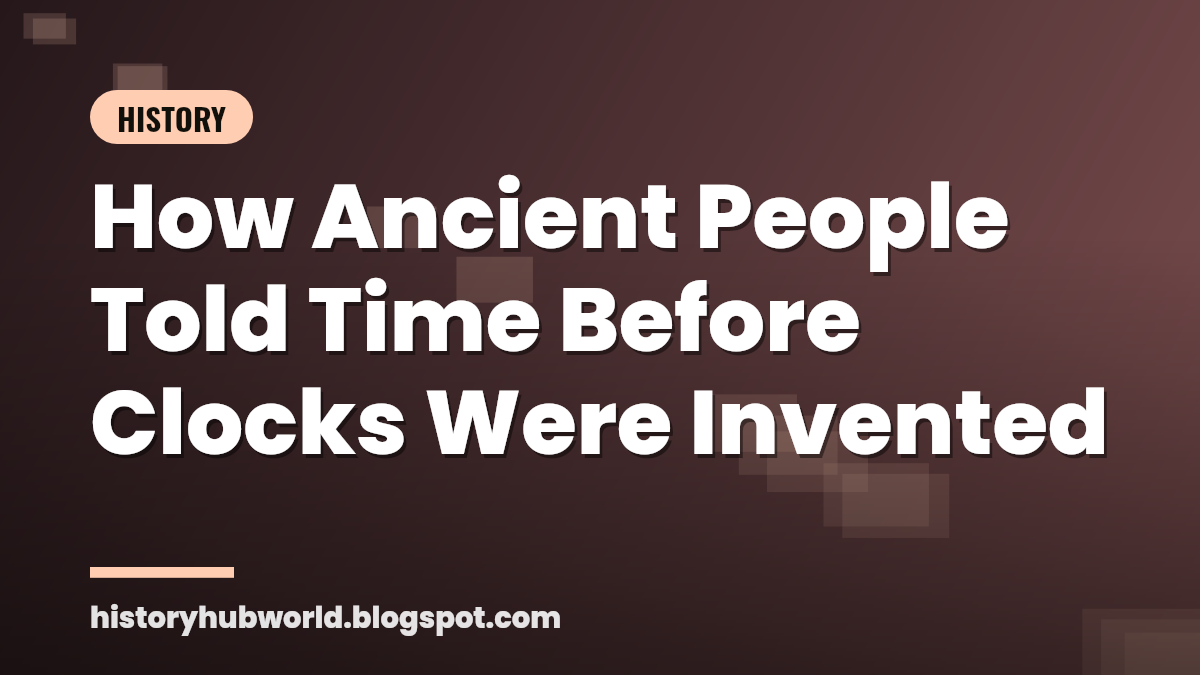 HISTORY
How Ancient People
Told Time Before
Clocks Were Invented
historyhubworld.blogspot.com